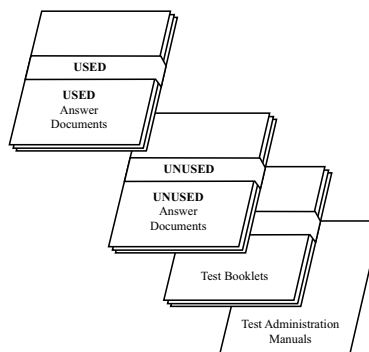 USED
USED
Answer
Documents
UNUSED
UNUSED
Answer
Documents
Test Booklets
Test Administration
Manuals